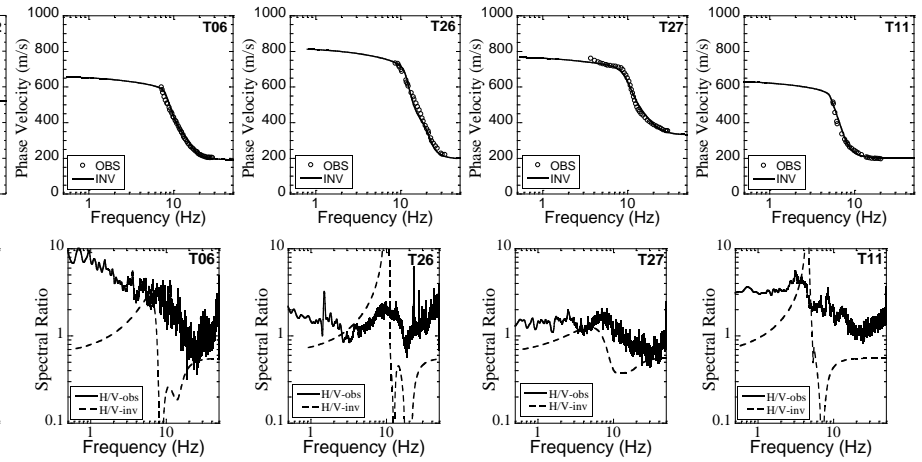 1000 T06 1000 T26 1000 T27 1000 T11
800 800 800 800
600 600 600 600
400 400 400 400
200 200 200 200
0 0 0 0
Phase Velocity (m/s) Phase Velocity (m/s) Phase Velocity (m/s) Phase Velocity (m/s)
OBS OBS OBS OBS
INV INV INV INV
1 10 1 10 1 10 1 10
Frequency (Hz) Frequency (Hz) Frequency (Hz) Frequency (Hz)
10 T06 10 T26 10 T27 10 T11
1 1 1 1
0.1 0.1 0.1 0.1
Spectral Ratio Spectral Ratio Spectral Ratio Spectral Ratio
H/V-obs H/V-obs H/V-obs H/V-obs
H/V-inv H/V-inv H/V-inv H/V-inv
1 10 1 10 1 10 1 10
Frequency (Hz) Frequency (Hz) Frequency (Hz) Frequency (Hz)